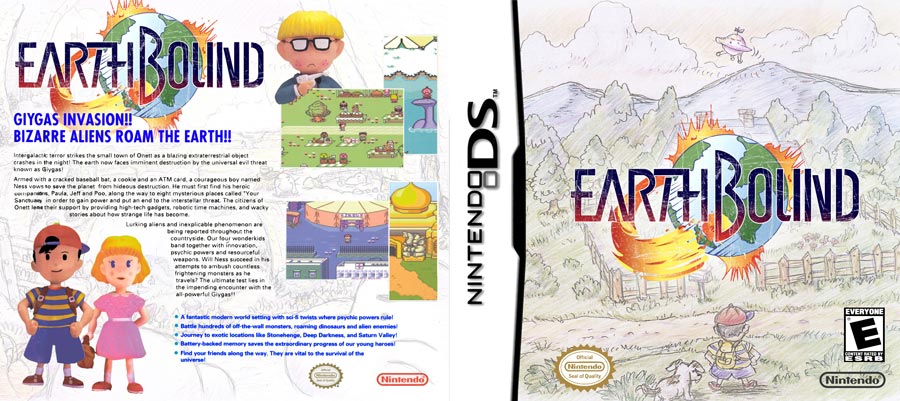 EARTHBOUND
GIYGAS INVASION!!
BIZARRE ALIENS ROAM THE EARTH!!
Intergalactic terror strikes the small town of Onett as a blazing extraterrestrial object
crashes in the night! The earth now faces imminent destruction by the universal evil threat
known as Giygas!
Armed with a cracked baseball bat, a cookie and an ATM card, a courageous boy named
Ness vows to save the planet from hideous destruction. He must first find his heroic
companions, Paula, Jeff and Poo, along the way to eight mysterious places called "Your
Sanctuary in order to gain power and put an end to the interstellar threat. The citizens of
Onett lend their support by providing high-tech gadgets, robotic time machines, and wacky
stories about how strange life has become.
Lurking aliens and inexplicable phenomenon are
being reported throughout the
countryside. Our four wonderkids
band together with innovation,
psychic powers and resourceful
weapons. Will Ness succeed in his
attempts to ambush countless
frightening monsters as he
travels? The ultimate test lies in
the impending encounter with the
all-powerful Giygas!!
A fantastic modern world setting with sci-fi twists where psychic powers rule!
Battle hundreds of off-the-wall monsters, roaming dinosaurs and alien enemies!
Journey to exotic locations like Stonehenge, Deep Darkness, and Saturn Valley!
Battery-backed memory saves the extraordinary progress of our young heroes!
Find your friends along the way. They are vital to the survival of the
universe!
Official
Nintendo
Seal of Quality
Nintendo
NINTENDO DS™
EARTHBOUND
Official
Nintendo
Seal of Quality
EVERYONE
E
CONTENT RATED BY
ESRB
Nintendo